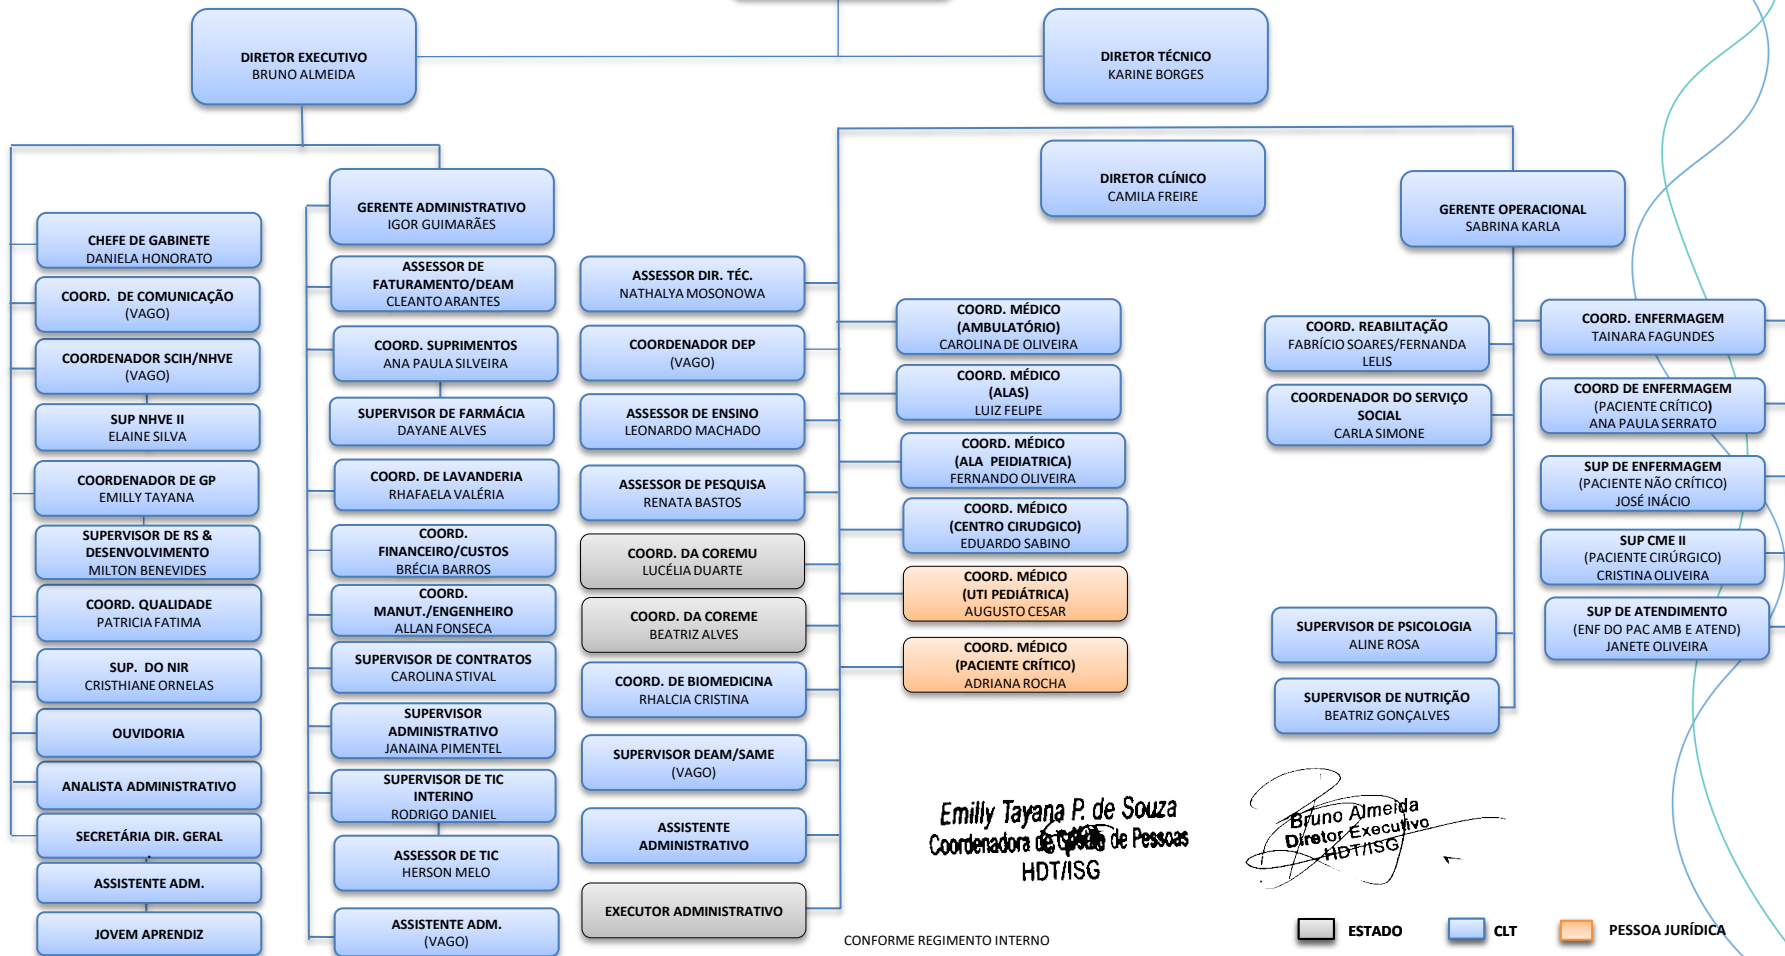 DIRETOR EXECUTIVO
BRUNO ALMEIDA
DIRETOR TÉCNICO
KARINE BORGES
DIRETOR CLÍNICO
CAMILA FREIRE
GERENTE ADMINISTRATIVO
IGOR GUIMARÃES
GERENTE OPERACIONAL
SABRINA KARLA
CHEFE DE GABINETE
DANIELA HONORATO
COORD. DE COMUNICAÇÃO
(VAGO)
COORDENADOR SCIH/NHVE
(VAGO)
SUP NHVE II
ELAINE SILVA
COORDENADOR DE GP
EMILLY TAYANA
SUPERVISOR DE RS &
DESENVOLVIMENTO
MILTON BENEVIDES
COORD. QUALIDADE
PATRICIA FATIMA
SUP. DO NIR
CRISTHIANE ORNELAS
OUVIDORIA
ANALISTA ADMINISTRATIVO
SECRETÁRIA DIR. GERAL
ASSISTENTE ADM.
JOVEM APRENDIZ
ASSESSOR DE
FATURAMENTO/DEAM
CLEANTO ARANTES
COORD. SUPRIMENTOS
ANA PAULA SILVEIRA
SUPERVISOR DE FARMÁCIA
DAYANE ALVES
COORD. DE LAVANDERIA
RHAFAELA VALÉRIA
COORD.
FINANCEIRO/CUSTOS
BRÉCIA BARROS
COORD.
MANUT./ENGENHEIRO
ALLAN FONSECA
SUPERVISOR DE CONTRATOS
CAROLINA STIVAL
SUPERVISOR
ADMINISTRATIVO
JANAINA PIMENTEL
SUPERVISOR DE TIC
INTERINO
RODRIGO DANIEL
ASSESSOR DE TIC
HERSON MELO
ASSISTENTE ADM.
(VAGO)
ASSESSOR DIR. TÉC.
NATHALYA MOSONOWA
COORDENADOR DEP
(VAGO)
ASSESSOR DE ENSINO
LEONARDO MACHADO
ASSESSOR DE PESQUISA
RENATA BASTOS
COORD. DA COREMU
LUCÉLIA DUARTE
COORD. DA COREME
BEATRIZ ALVES
COORD. DE BIOMEDICINA
RHALCIA CRISTINA
SUPERVISOR DEAM/SAME
(VAGO)
ASSISTENTE
ADMINISTRATIVO
EXECUTOR ADMINISTRATIVO
COORD. MÉDICO
(AMBULATÓRIO)
CAROLINA DE OLIVEIRA
COORD. MÉDICO
(ALAS)
LUIZ FELIPE
COORD. MÉDICO
(ALA PEIDIATRICA)
FERNANDO OLIVEIRA
COORD. MÉDICO
(CENTRO CIRUDGICO)
EDUARDO SABINO
COORD. MÉDICO
(UTI PEDIÁTRICA)
AUGUSTO CESAR
COORD. MÉDICO
(PACIENTE CRÍTICO)
ADRIANA ROCHA
COORD. REABILITAÇÃO
FABRÍCIO SOARES/FERNANDA
LELIS
COORDENADOR DO SERVIÇO
SOCIAL
CARLA SIMONE
SUPERVISOR DE PSICOLOGIA
ALINE ROSA
SUPERVISOR DE NUTRIÇÃO
BEATRIZ GONÇALVES
COORD. ENFERMAGEM
TAINARA FAGUNDES
COORD DE ENFERMAGEM
(PACIENTE CRÍTICO)
ANA PAULA SERRATO
SUP DE ENFERMAGEM
(PACIENTE NÃO CRÍTICO)
JOSÉ INÁCIO
SUP CME II
(PACIENTE CIRÚRGICO)
CRISTINA OLIVEIRA
SUP DE ATENDIMENTO
(ENF DO PAC AMB E ATEND)
JANETE OLIVEIRA
Emilly Tayana P. de Souza
Coordenadora de Gestão de Pessoas
HDT/ISG
Bruno Almeida
Diretor Executivo
HDT/ISG
CONFORME REGIMENTO INTERNO
ESTADO
CLT
PESSOA JURÍDICA